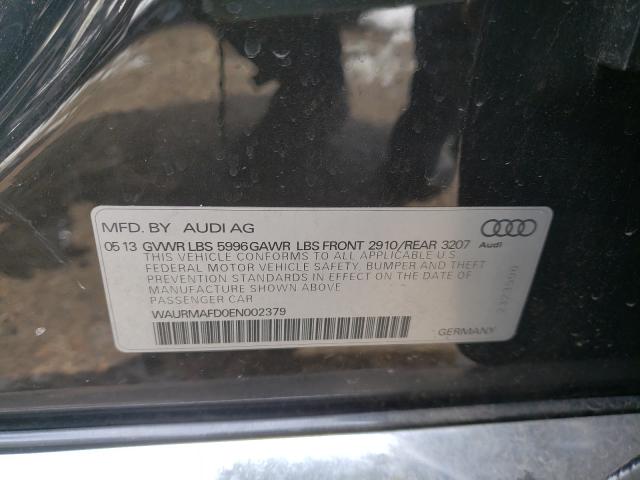 MFD. BY AUDI AG
05 13 GVWR LBS 5996 GAWR LBS FRONT 2910/REAR 3207
THIS VEHICLE CONFORMS TO ALL APPLICABLE U.S
FEDERAL MOTOR VEHICLE SAFETY, BUMPER AND THEFT
PREVENTION STANDARDS IN EFFECT ON THE DATE OF
MANUFACTURE SHOWN ABOVE
PASSENGER CAR
WAURMAFD0EN002379
Audi
GERMANY